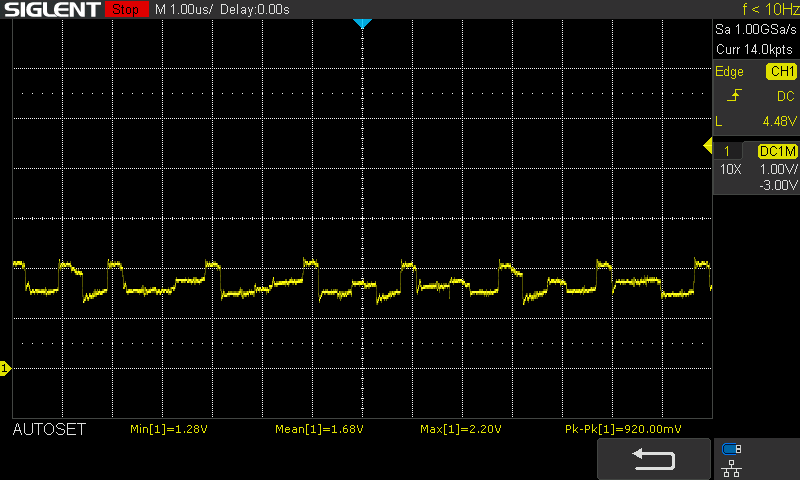 SIGLENT Stop M 1.00us/ Delay:0.00s f < 10Hz
Sa 1.00GSa/s
Curr 14.0kpts
Edge CH1
DC
L 4.48V
1 DC1M
10X 1.00V/
-3.00V
1
AUTOSET Min[1]=1.28V Mean[1]=1.68V Max[1]=2.20V Pk-Pk[1]=920.00mV